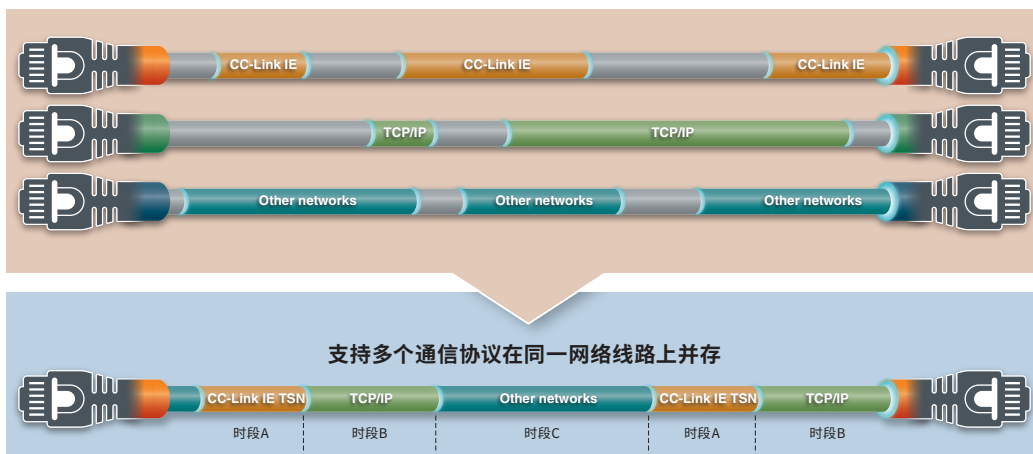 CC-Link IE CC-Link IE CC-Link IE
TCP/IP TCP/IP
Other networks Other networks Other networks
支持多个通信协议在同一网络线路上并存
CC-Link IE TSN TCP/IP Other networks CC-Link IE TSN TCP/IP
时段A 时段B 时段C 时段A 时段B